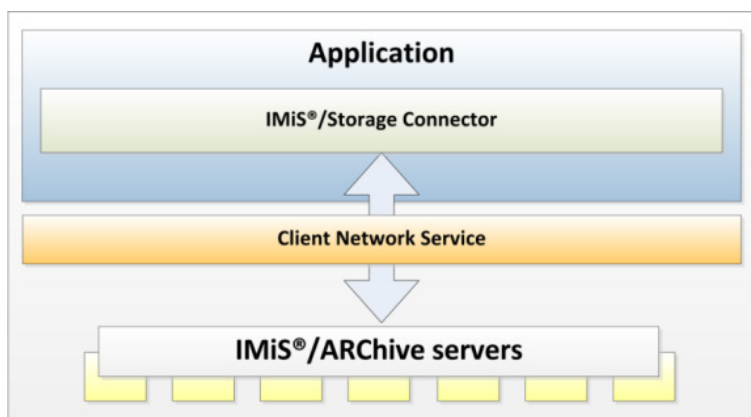 Application
IMiS®/Storage Connector
Client Network Service
IMiS®/ARChive servers